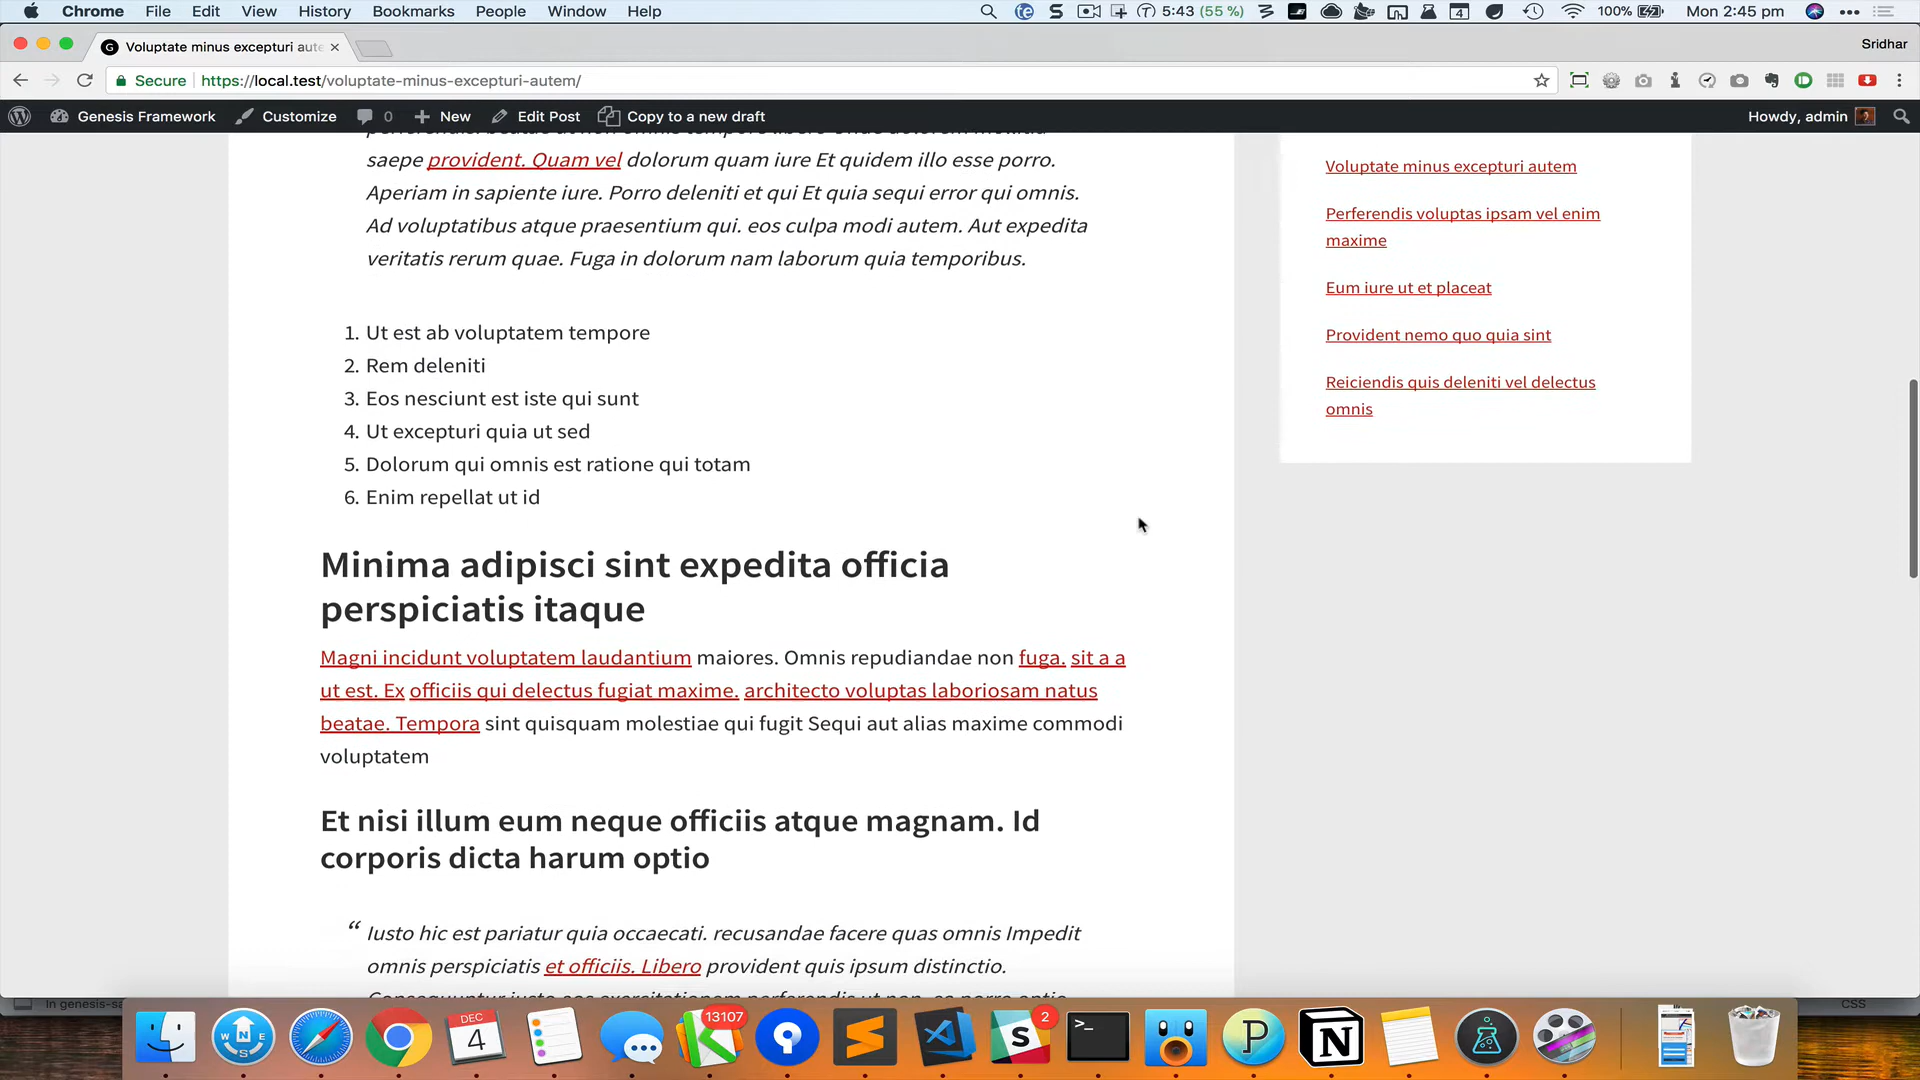 Chrome File Edit View History Bookmarks People Window Help 5:43 (55 %) 4 100% Mon 2:45 pm
Voluptate minus excepturi aute
Sridhar
Secure https://local.test/voluptate-minus-excepturi-autem/
Genesis Framework Customize 0 New Edit Post Copy to a new draft Howdy, admin
saepe provident. Quam vel dolorum quam iure Et quidem illo esse porro.
Aperiam in sapiente iure. Porro deleniti et qui Et quia sequi error qui omnis.
Ad voluptatibus atque praesentium qui. eos culpa modi autem. Aut expedita
veritatis rerum quae. Fuga in dolorum nam laborum quia temporibus.
1. Ut est ab voluptatem tempore
2. Rem deleniti
3. Eos nesciunt est iste qui sunt
4. Ut excepturi quia ut sed
5. Dolorum qui omnis est ratione qui totam
6. Enim repellat ut id
Minima adipisci sint expedita officia
perspiciatis itaque
Magni incidunt voluptatem laudantium maiores. Omnis repudiandae non fuga. sit a a
ut est. Ex officiis qui delectus fugiat maxime. architecto voluptas laboriosam natus
beatae. Tempora sint quisquam molestiae qui fugit Sequi aut alias maxime commodi
voluptatem
Et nisi illum eum neque officiis atque magnam. Id
corporis dicta harum optio
“ Iusto hic est pariatur quia occaecati. recusandae facere quas omnis Impedit
omnis perspiciatis et officiis. Libero provident quis ipsum distinctio.
Voluptate minus excepturi autem
Perferendis voluptas ipsam vel enim
maxime
Eum iure ut et placeat
Provident nemo quo quia sint
Reiciendis quis deleniti vel delectus
omnis
In genesis-sa
CSS
DEC
4
13107
2